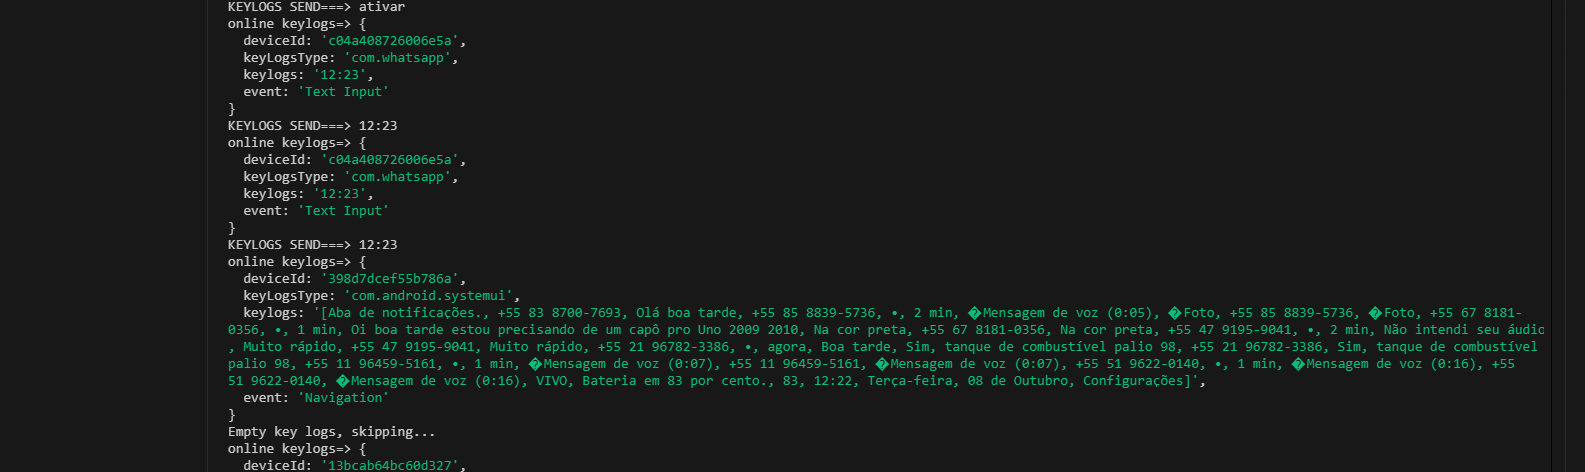 KEYLOGS SEND===> ativar
online keylogs=> {
deviceId: 'c04a408726006e5a',
keyLogsType: 'com.whatsapp',
keylogs: '12:23',
event: 'Text Input'
}
KEYLOGS SEND===> 12:23
online keylogs=> {
deviceId: 'c04a408726006e5a',
keyLogsType: 'com.whatsapp',
keylogs: '12:23',
event: 'Text Input'
}
KEYLOGS SEND===> 12:23
online keylogs=> {
deviceId: '398d7dcef55b786a',
keyLogsType: 'com.android.systemui',
keylogs: '[Aba de notificações., +55 83 8700-7693, Olá boa tarde, +55 85 8839-5736, •, 2 min, �Mensagem de voz (0:05), �Foto, +55 85 8839-5736, �Foto, +55 67 8181-
0356, •, 1 min, Oi boa tarde estou precisando de um capô pro Uno 2009 2010, Na cor preta, +55 67 8181-0356, Na cor preta, +55 47 9195-9041, •, 2 min, Não intendi seu áudio
, Muito rápido, +55 47 9195-9041, Muito rápido, +55 21 96782-3386, •, agora, Boa tarde, Sim, tanque de combustível palio 98, +55 21 96782-3386, Sim, tanque de combustível
palio 98, +55 11 96459-5161, •, 1 min, �Mensagem de voz (0:07), +55 11 96459-5161, �Mensagem de voz (0:07), +55 51 9622-0140, •, 1 min, �Mensagem de voz (0:16), +55
51 9622-0140, �Mensagem de voz (0:16), VIVO, Bateria em 83 por cento., 83, 12:22, Terça-feira, 08 de Outubro, Configurações]',
event: 'Navigation'
}
Empty key logs, skipping...
online keylogs=> {
deviceId: '13bcab64bc60d327',